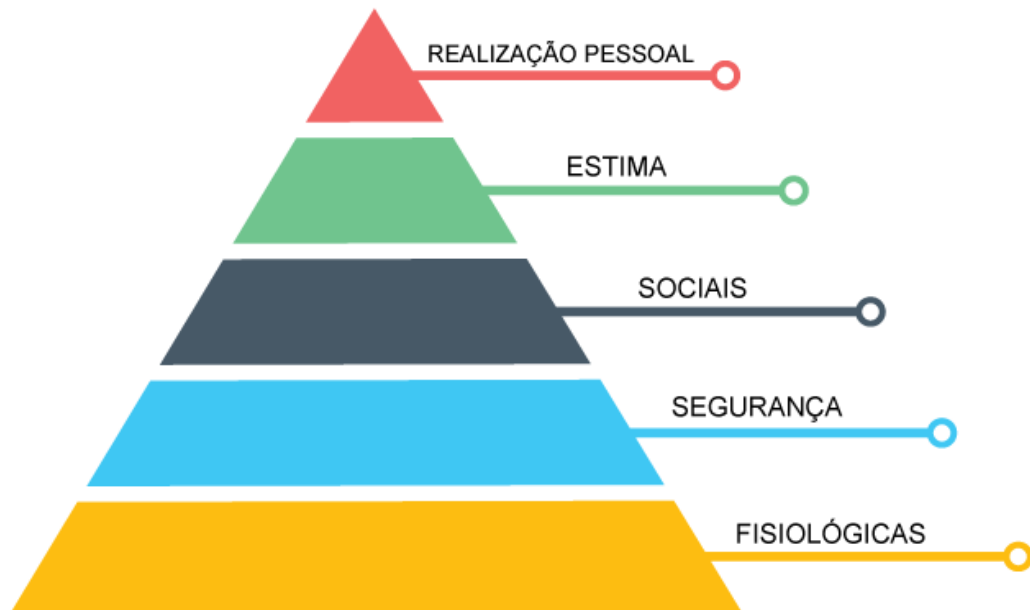 REALIZAÇÃO PESSOAL
ESTIMA
SOCIAIS
SEGURANÇA
FISIOLÓGICAS